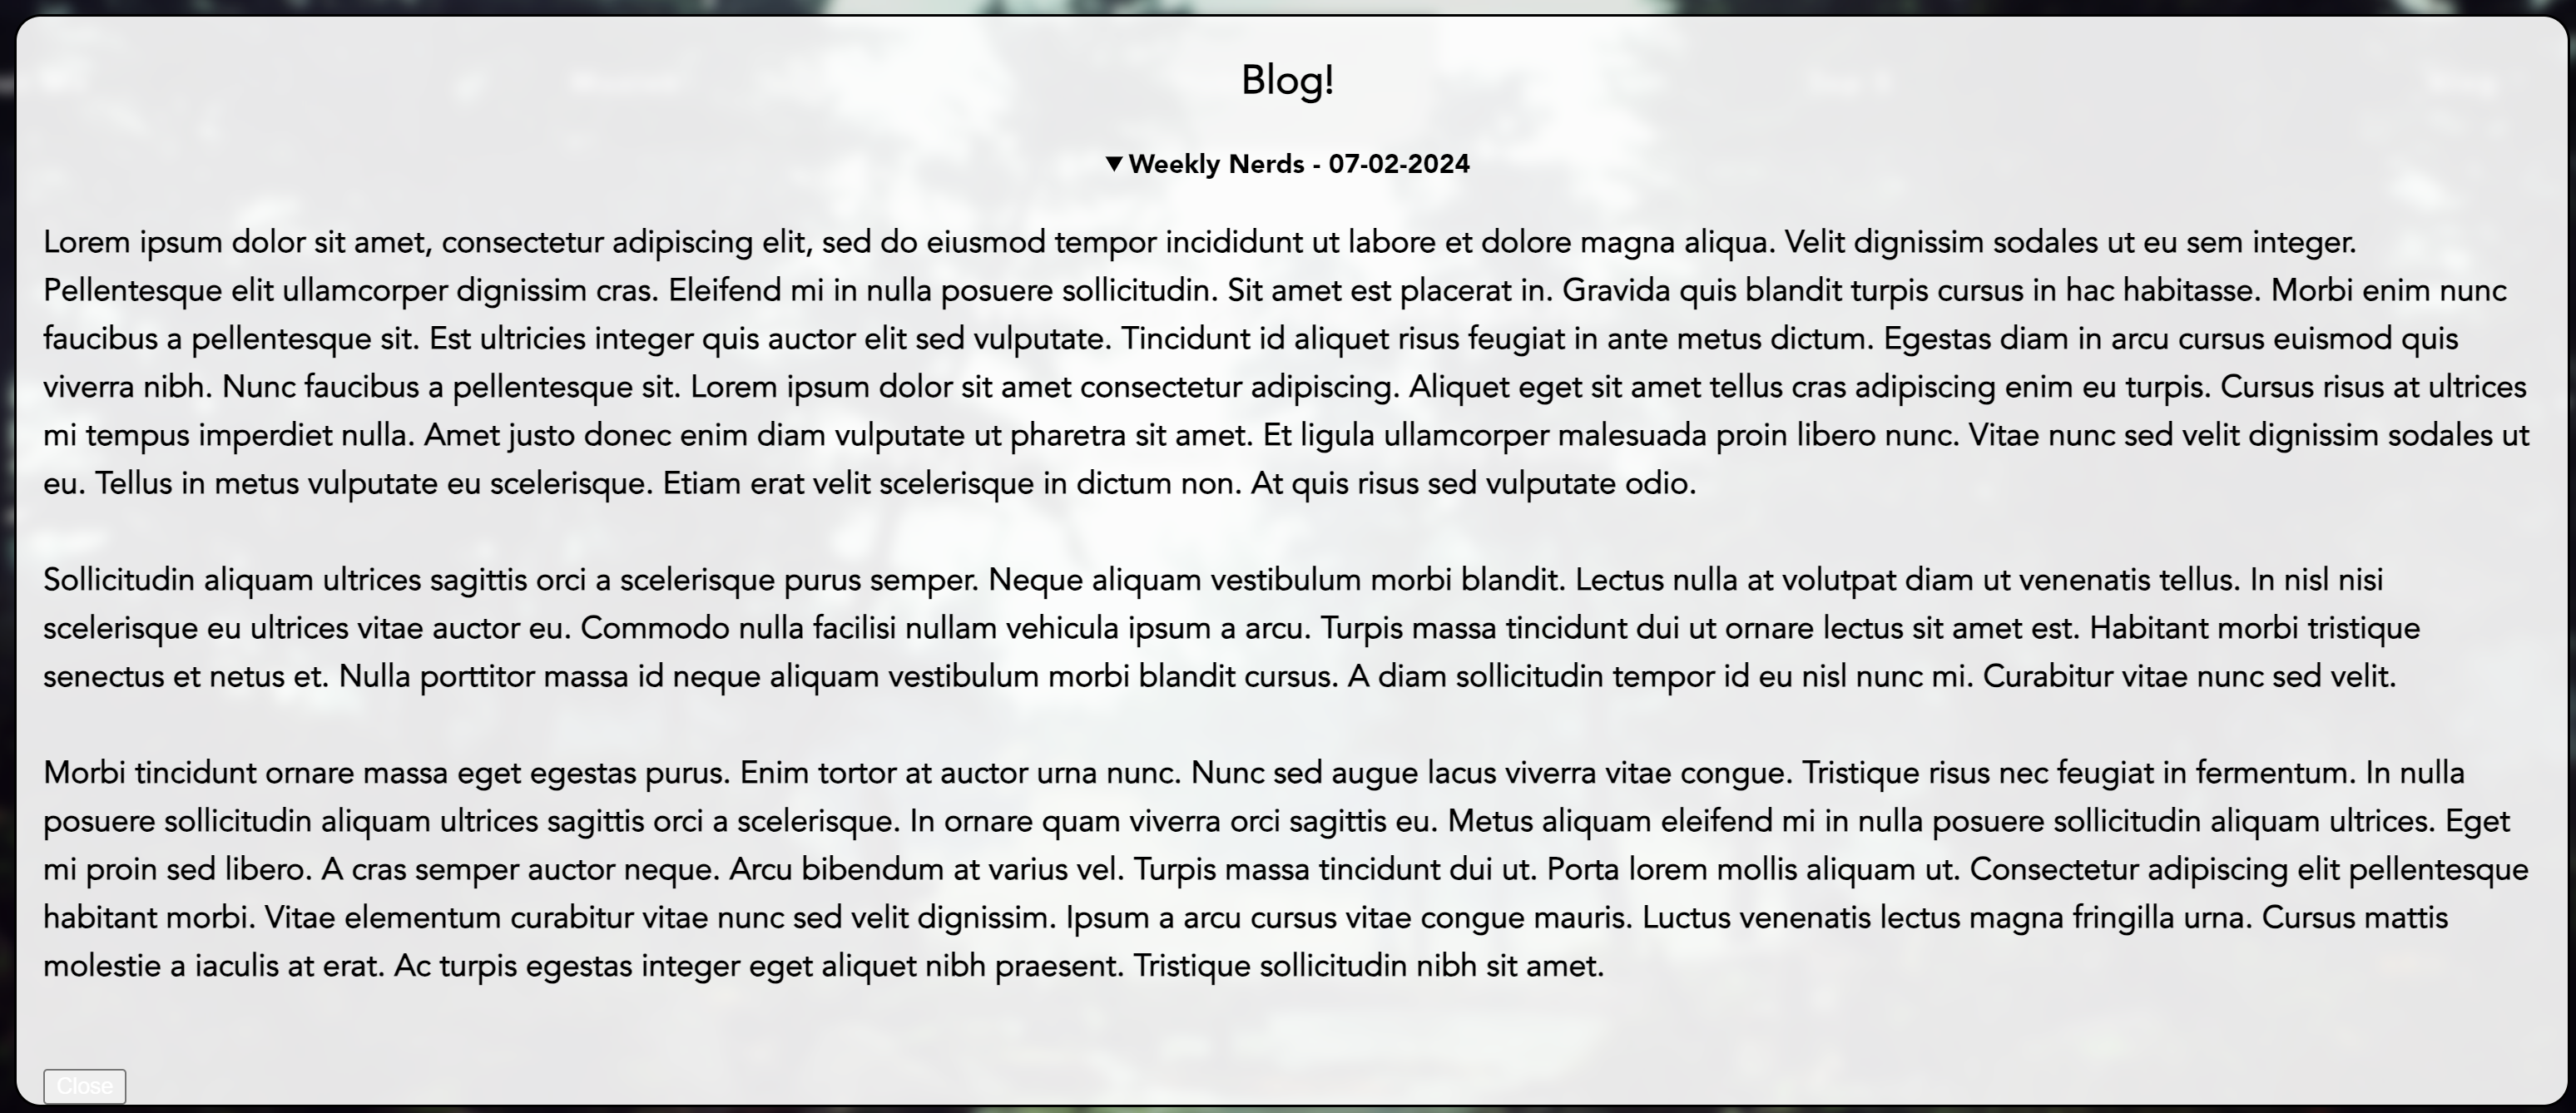 Blog!
▼ Weekly Nerds - 07-02-2024
Lorem ipsum dolor sit amet, consectetur adipiscing elit, sed do eiusmod tempor incididunt ut labore et dolore magna aliqua. Velit dignissim sodales ut eu sem integer.
Pellentesque elit ullamcorper dignissim cras. Eleifend mi in nulla posuere sollicitudin. Sit amet est placerat in. Gravida quis blandit turpis cursus in hac habitasse. Morbi enim nunc
faucibus a pellentesque sit. Est ultricies integer quis auctor elit sed vulputate. Tincidunt id aliquet risus feugiat in ante metus dictum. Egestas diam in arcu cursus euismod quis
viverra nibh. Nunc faucibus a pellentesque sit. Lorem ipsum dolor sit amet consectetur adipiscing. Aliquet eget sit amet tellus cras adipiscing enim eu turpis. Cursus risus at ultrices
mi tempus imperdiet nulla. Amet justo donec enim diam vulputate ut pharetra sit amet. Et ligula ullamcorper malesuada proin libero nunc. Vitae nunc sed velit dignissim sodales ut
eu. Tellus in metus vulputate eu scelerisque. Etiam erat velit scelerisque in dictum non. At quis risus sed vulputate odio.
Sollicitudin aliquam ultrices sagittis orci a scelerisque purus semper. Neque aliquam vestibulum morbi blandit. Lectus nulla at volutpat diam ut venenatis tellus. In nisl nisi
scelerisque eu ultrices vitae auctor eu. Commodo nulla facilisi nullam vehicula ipsum a arcu. Turpis massa tincidunt dui ut ornare lectus sit amet est. Habitant morbi tristique
senectus et netus et. Nulla porttitor massa id neque aliquam vestibulum morbi blandit cursus. A diam sollicitudin tempor id eu nisl nunc mi. Curabitur vitae nunc sed velit.
Morbi tincidunt ornare massa eget egestas purus. Enim tortor at auctor urna nunc. Nunc sed augue lacus viverra vitae congue. Tristique risus nec feugiat in fermentum. In nulla
posuere sollicitudin aliquam ultrices sagittis orci a scelerisque. In ornare quam viverra orci sagittis eu. Metus aliquam eleifend mi in nulla posuere sollicitudin aliquam ultrices. Eget
mi proin sed libero. A cras semper auctor neque. Arcu bibendum at varius vel. Turpis massa tincidunt dui ut. Porta lorem mollis aliquam ut. Consectetur adipiscing elit pellentesque
habitant morbi. Vitae elementum curabitur vitae nunc sed velit dignissim. Ipsum a arcu cursus vitae congue mauris. Luctus venenatis lectus magna fringilla urna. Cursus mattis
molestie a iaculis at erat. Ac turpis egestas integer eget aliquet nibh praesent. Tristique sollicitudin nibh sit amet.
Close